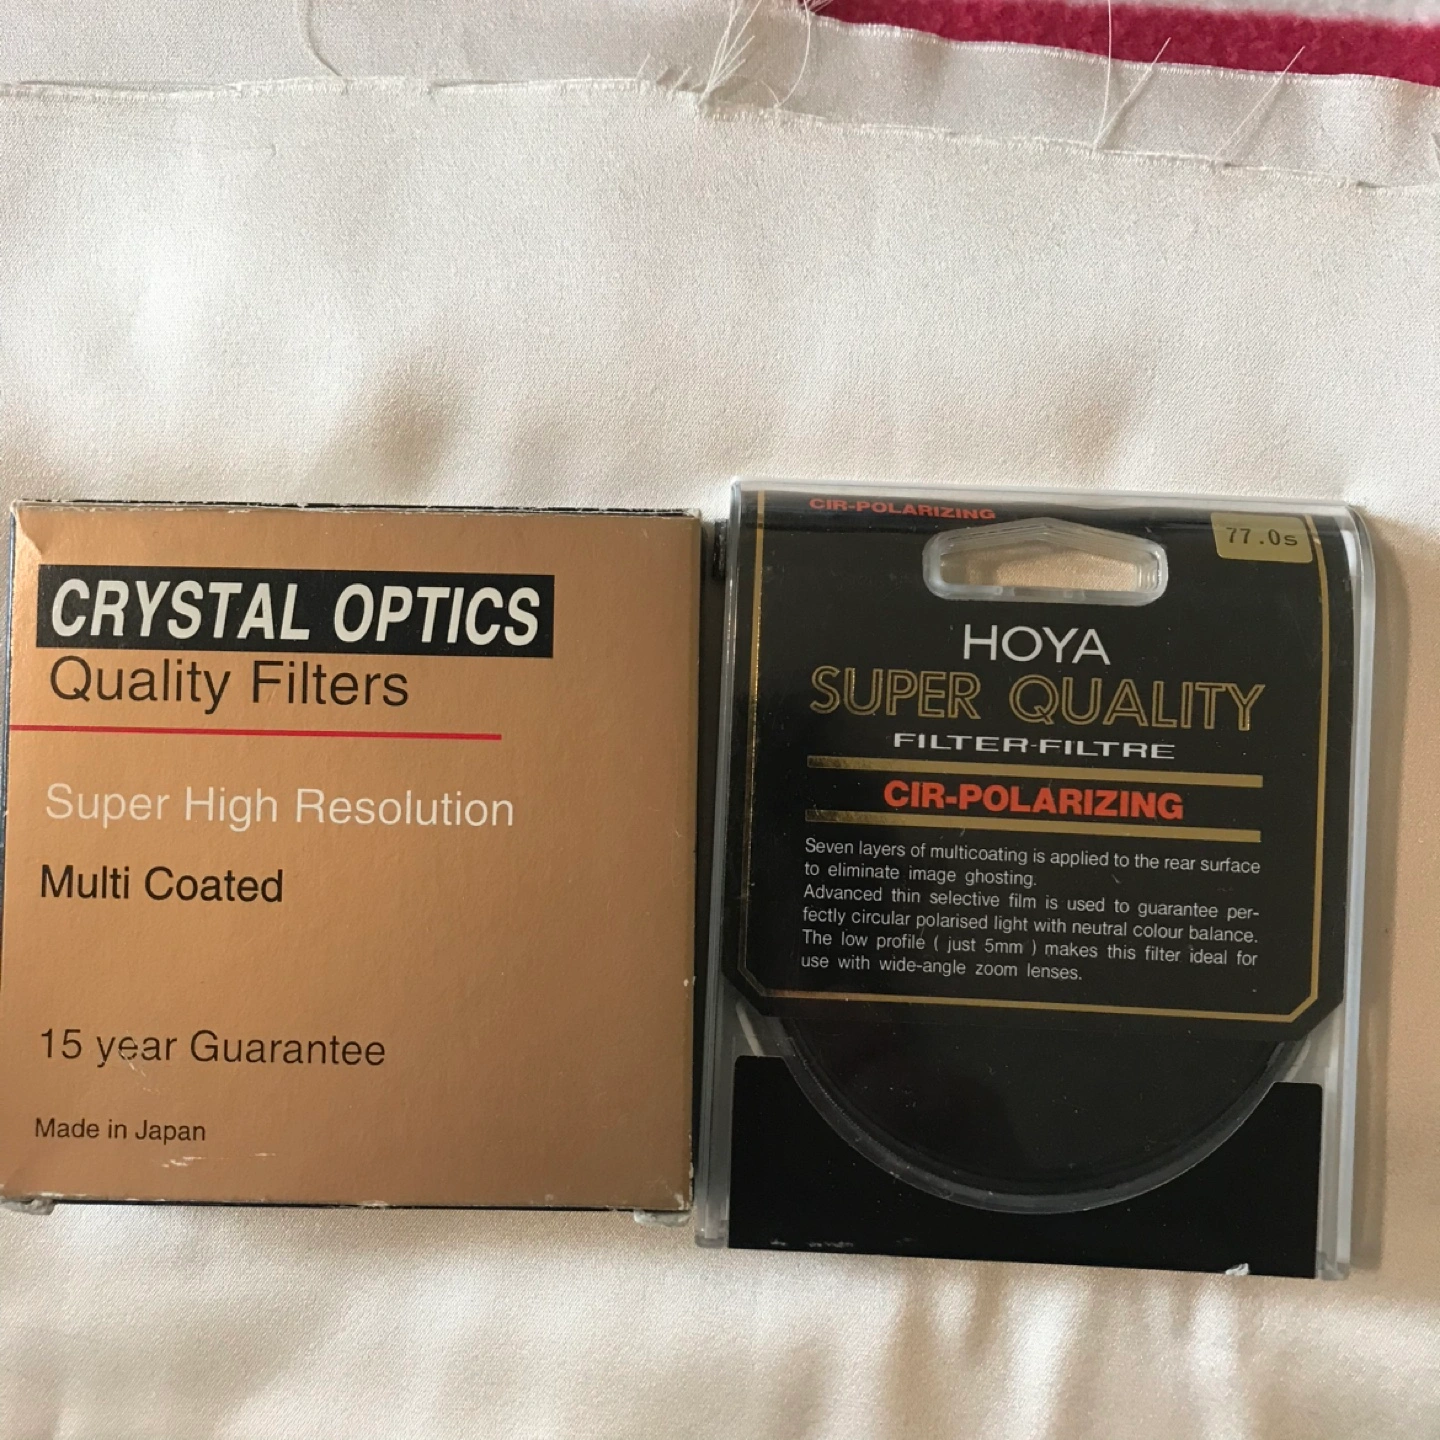 CRYSTAL OPTICS
Quality Filters
Super High Resolution
Multi Coated
15 year Guarantee
Made in Japan
CIR-POLARIZING
77.0s
HOYA
SUPER QUALITY
FILTER-FILTRE
CIR-POLARIZING
Seven layers of multicoating is applied to the rear surface
to eliminate image ghosting.
Advanced thin selective film is used to guarantee per-
fectly circular polarised light with neutral colour balance.
The low profile ( just 5mm ) makes this filter ideal for
use with wide-angle zoom lenses.